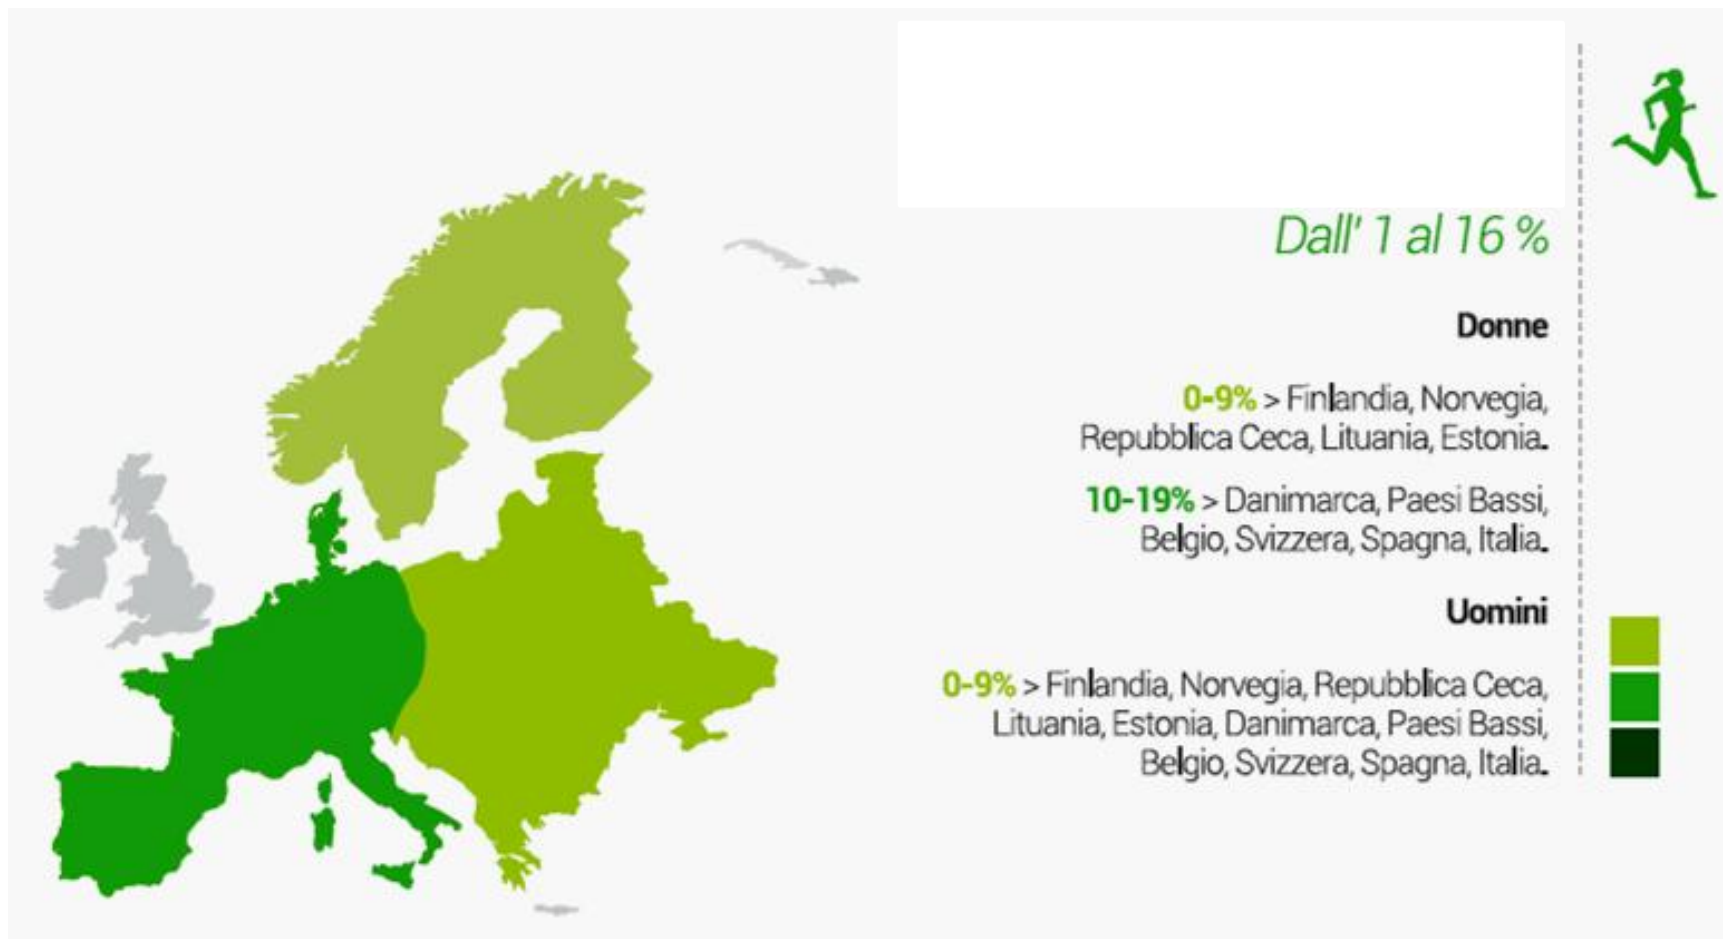 Dall' 1 al 16 %
Donne
0-9% > Finlandia, Norvegia,
Repubblica Ceca, Lituania, Estonia.
10-19% > Danimarca, Paesi Bassi,
Belgio, Svizzera, Spagna, Italia.
Uomini
0-9% > Finlandia, Norvegia, Repubblica Ceca,
Lituania, Estonia, Danimarca, Paesi Bassi,
Belgio, Svizzera, Spagna, Italia.